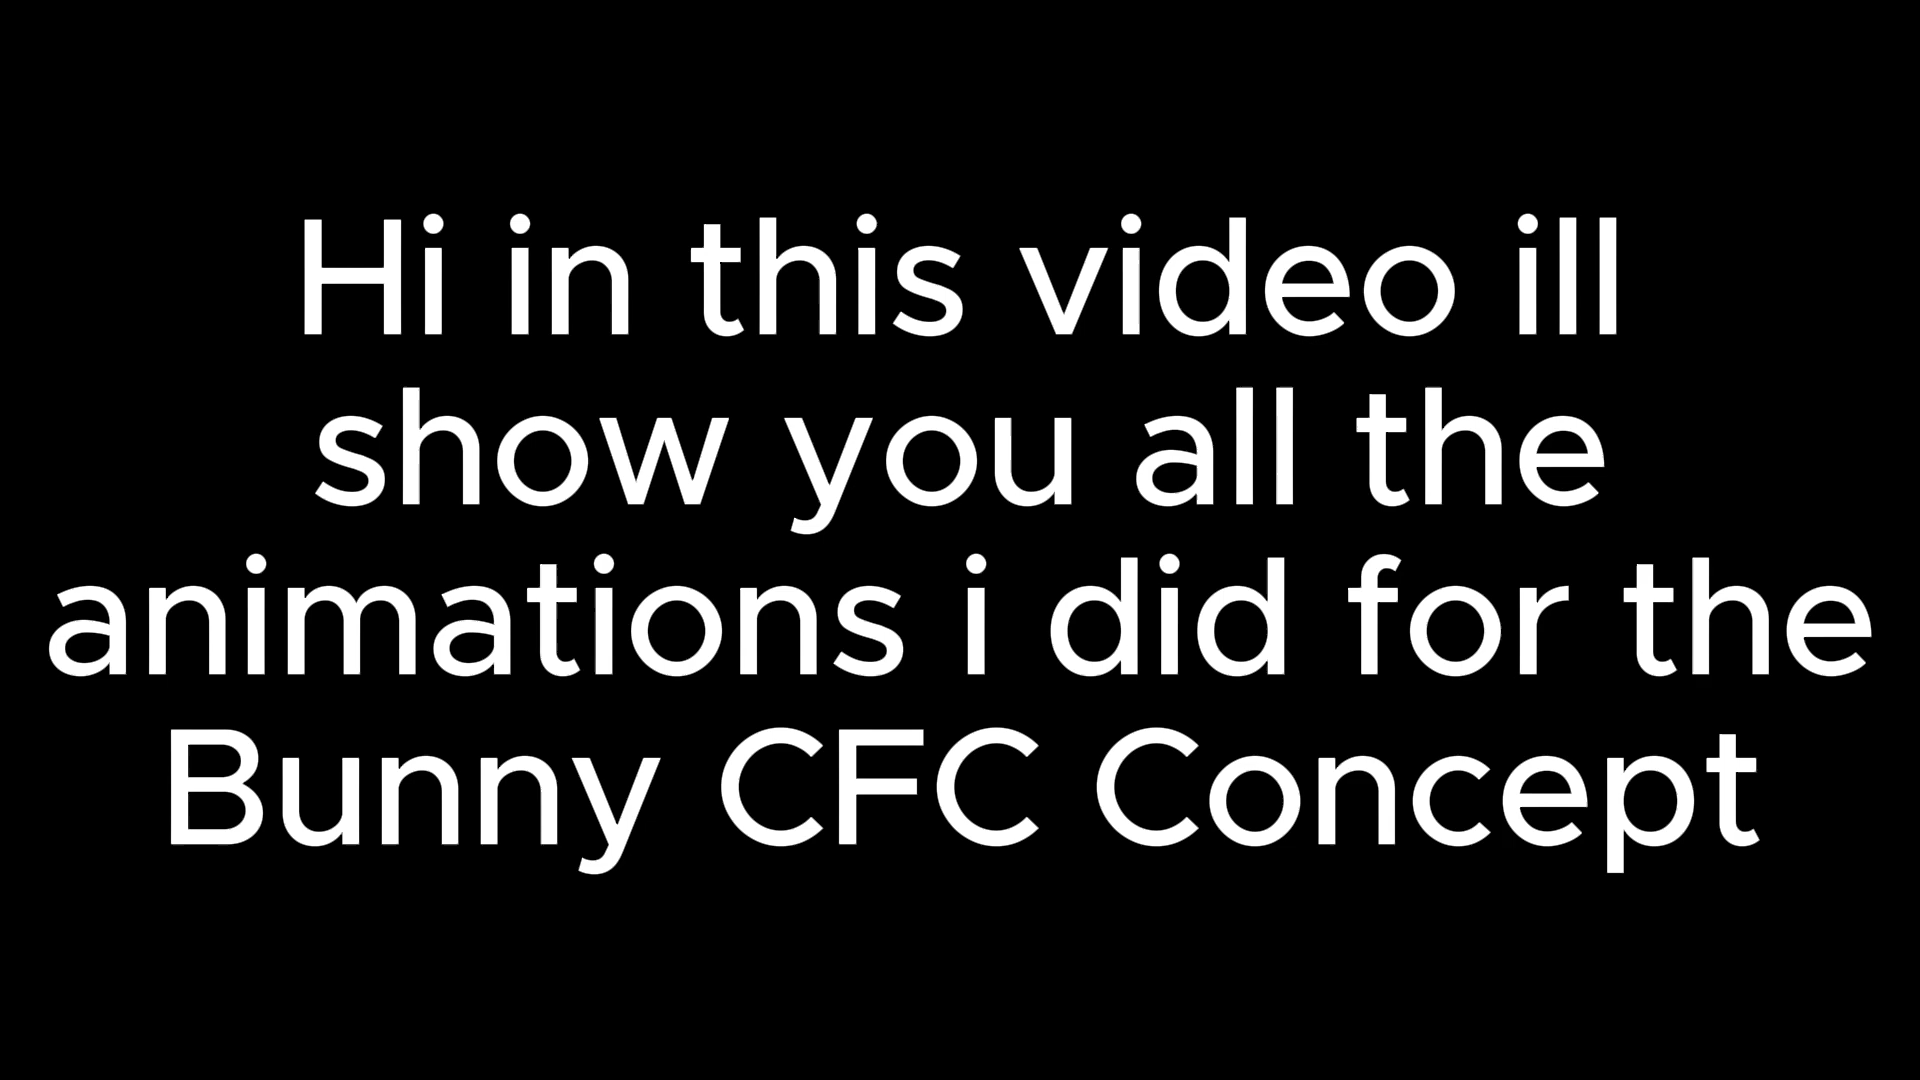 Hi in this video ill
show you all the
animations i did for the
Bunny CFC Concept